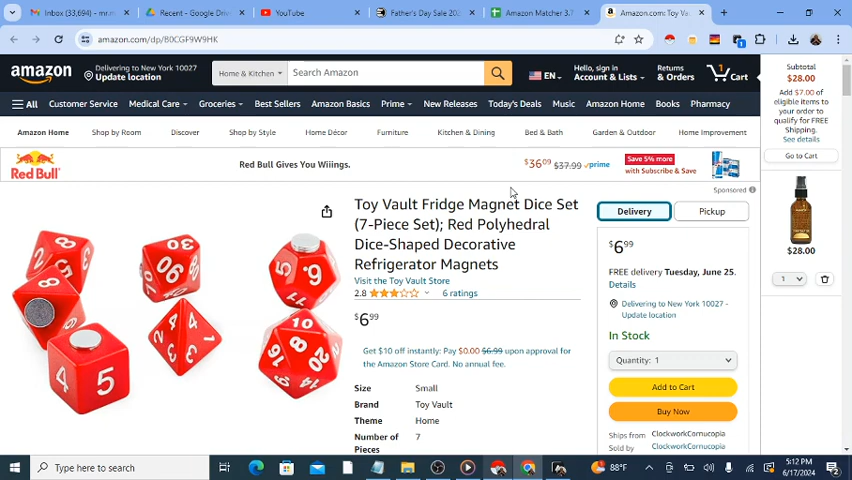 Inbox (33,694) - mr.m
Recent - Google Driv
YouTube
Father's Day Sale 202
Amazon Matcher 3.7
Amazon.com: Toy Va
amazon.com/dp/B0CGF9W9HK
amazon
Delivering to New York 10027
Update location
Home & Kitchen
Search Amazon
EN
Hello, sign in
Account & Lists
Returns
& Orders
1
Cart
All
Customer Service
Medical Care
Groceries
Best Sellers
Amazon Basics
Prime
New Releases
Today's Deals
Music
Amazon Home
Books
Pharmacy
Amazon Home
Shop by Room
Discover
Shop by Style
Home Décor
Furniture
Kitchen & Dining
Bed & Bath
Garden & Outdoor
Home Improvement
Red Bull
Red Bull Gives You Wiiings.
$3609
$37.99
prime
Save 5% more
with Subscribe & Save
Sponsored
Toy Vault Fridge Magnet Dice Set
(7-Piece Set); Red Polyhedral
Dice-Shaped Decorative
Refrigerator Magnets
Visit the Toy Vault Store
2.8
6 ratings
$699
Get $10 off instantly: Pay $0.00 $6.99 upon approval for
the Amazon Store Card. No annual fee.
Size Small
Brand Toy Vault
Theme Home
Number of 7
Pieces
Delivery
Pickup
$699
FREE delivery Tuesday, June 25.
Details
Delivering to New York 10027 -
Update location
In Stock
Quantity: 1
Add to Cart
Buy Now
Ships from ClockworkCornucopia
Sold by ClockworkCornucopia
Subtotal
$28.00
Add $7.00 of
eligible items to
your order to
qualify for FREE
Shipping.
See details
Go to Cart
$28.00
1
Type here to search
88°F
5:12 PM
6/17/2024